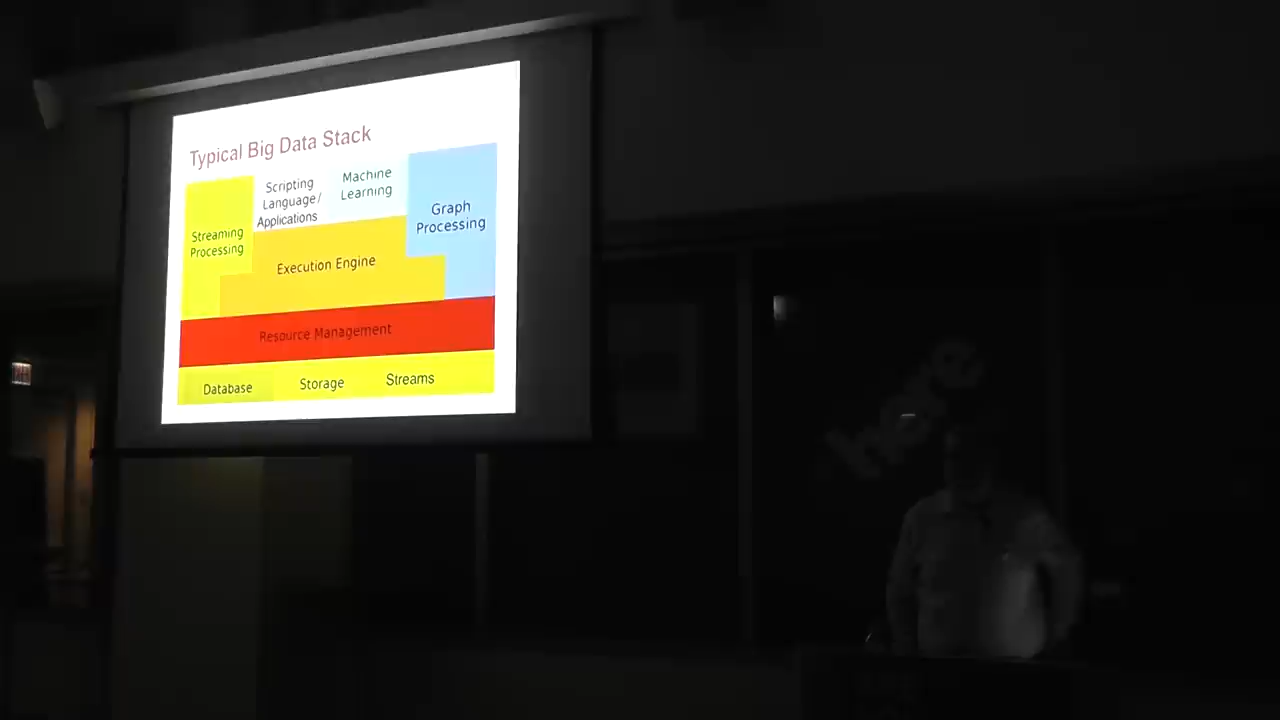 Typical Big Data Stack
Streaming
Processing
Scripting
Language/
Applications
Machine
Learning
Graph
Processing
Execution Engine
Resource Management
Database
Storage
Streams
here